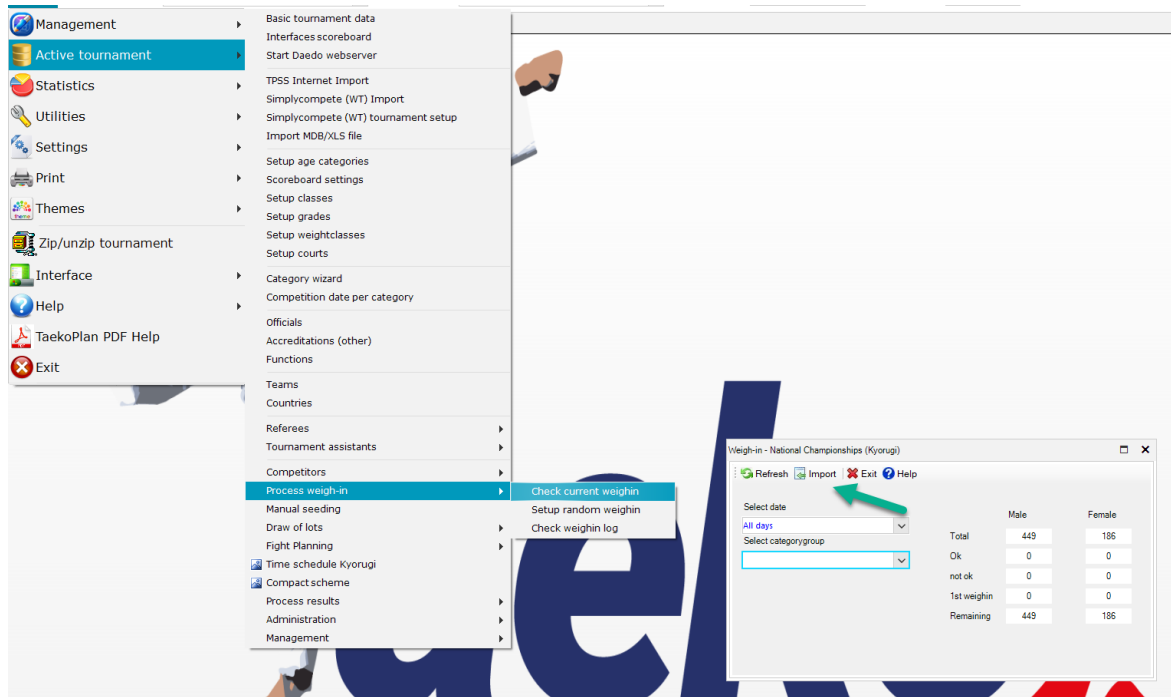 Management
Active tournament
Statistics
Utilities
Settings
Print
Themes
Zip/unzip tournament
Interface
Help
TaekoPlan PDF Help
Exit
Basic tournament data
Interfaces scoreboard
Start Daedo webserver
TPSS Internet Import
Simplycompete (WT) Import
Simplycompete (WT) tournament setup
Import MDB/XLS file
Setup age categories
Scoreboard settings
Setup classes
Setup grades
Setup weightclasses
Setup courts
Category wizard
Competition date per category
Officials
Accreditations (other)
Functions
Teams
Countries
Referees
Tournament assistants
Competitors
Process weigh-in
Manual seeding
Draw of lots
Fight Planning
Time schedule Kyorugi
Compact scheme
Process results
Administration
Management
Check current weighin
Setup random weighin
Check weighin log
Weigh-in - National Championships (Kyorugi)
Refresh Import Exit Help
Select date
All days
Select categorygroup
Male Female
Total 449 186
Ok 0 0
not ok 0 0
1st weighin 0 0
Remaining 449 186